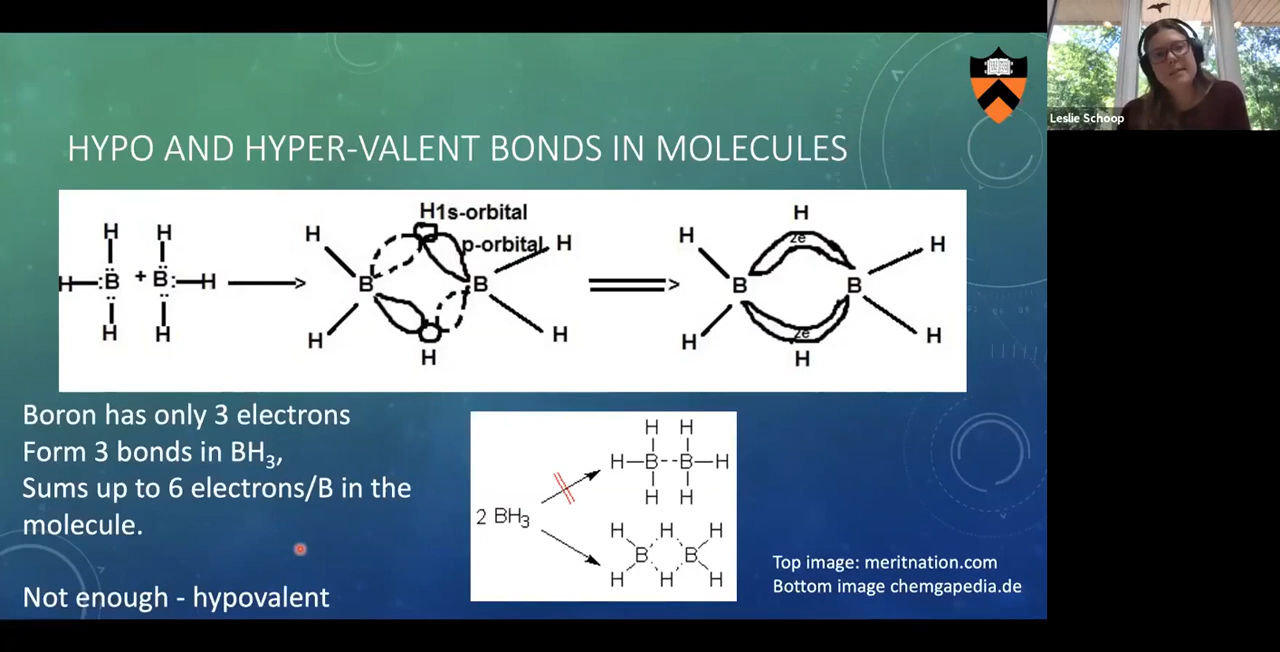 Leslie Schoop
HYPO AND HYPER-VALENT BONDS IN MOLECULES
H H H H1s-orbital H
p-orbital H H H
H :B + B: H B B B B
2e
2e
H H H H H H H H
Boron has only 3 electrons
Form 3 bonds in BH3,
Sums up to 6 electrons/B in the
molecule.
Not enough - hypovalent
H H
H—B--B—H
H H
2 BH3
H H H
B B
H H H
Top image: meritnation.com
Bottom image chemgapedia.de